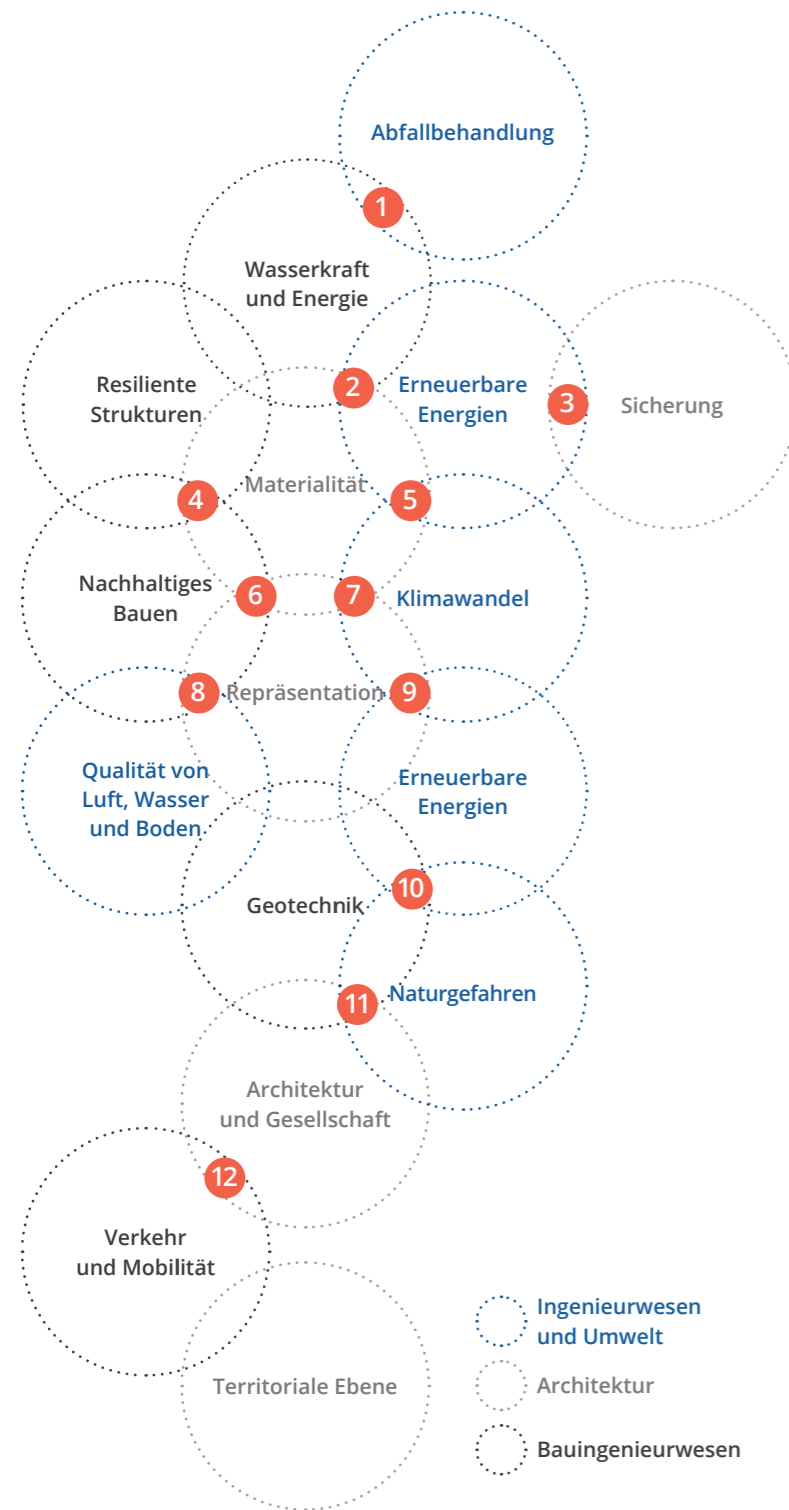 Abfallbehandlung
1
Wasserkraft
und Energie
Resiliente
Strukturen
2
Erneuerbare
Energien
3
Sicherung
Materialität
4
5
Nachhaltiges
Bauen
6
7
Klimawandel
8
Repräsentation
9
Qualität von
Luft, Wasser
und Boden
Erneuerbare
Energien
10
Geotechnik
11
Naturgefahren
Architektur
und Gesellschaft
12
Verkehr
und Mobilität
Territoriale Ebene
Ingenieurwesen
und Umwelt
Architektur
Bauingenieurwesen